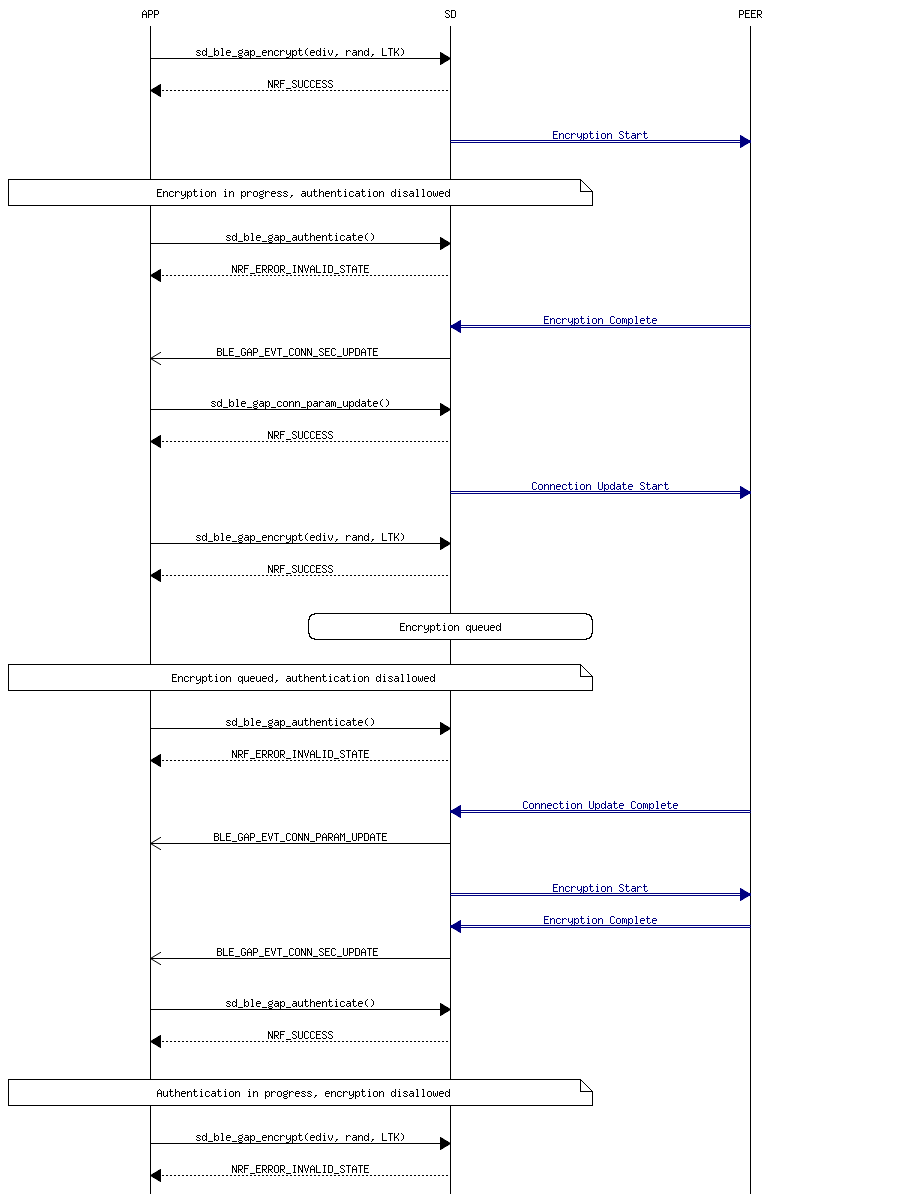 APP SD PEER
sd_ble_gap_encrypt(ediv, rand, LTK)
NRF_SUCCESS
Encryption Start
Encryption in progress, authentication disallowed
sd_ble_gap_authenticate()
NRF_ERROR_INVALID_STATE
Encryption Complete
BLE_GAP_EVT_CONN_SEC_UPDATE
sd_ble_gap_conn_param_update()
NRF_SUCCESS
Connection Update Start
sd_ble_gap_encrypt(ediv, rand, LTK)
NRF_SUCCESS
Encryption queued
Encryption queued, authentication disallowed
sd_ble_gap_authenticate()
NRF_ERROR_INVALID_STATE
Connection Update Complete
BLE_GAP_EVT_CONN_PARAM_UPDATE
Encryption Start
Encryption Complete
BLE_GAP_EVT_CONN_SEC_UPDATE
sd_ble_gap_authenticate()
NRF_SUCCESS
Authentication in progress, encryption disallowed
sd_ble_gap_encrypt(ediv, rand, LTK)
NRF_ERROR_INVALID_STATE